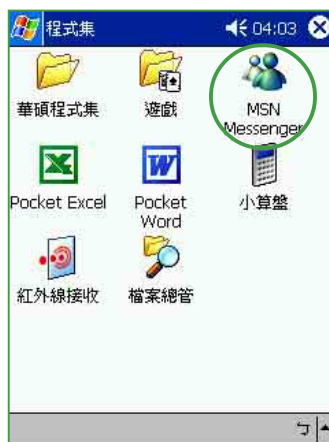 程式集 04:03
華碩程式集 遊戲 MSN
Messenger
Pocket Excel Pocket
Word 小算盤
紅外線接收 檔案總管
ㄅ